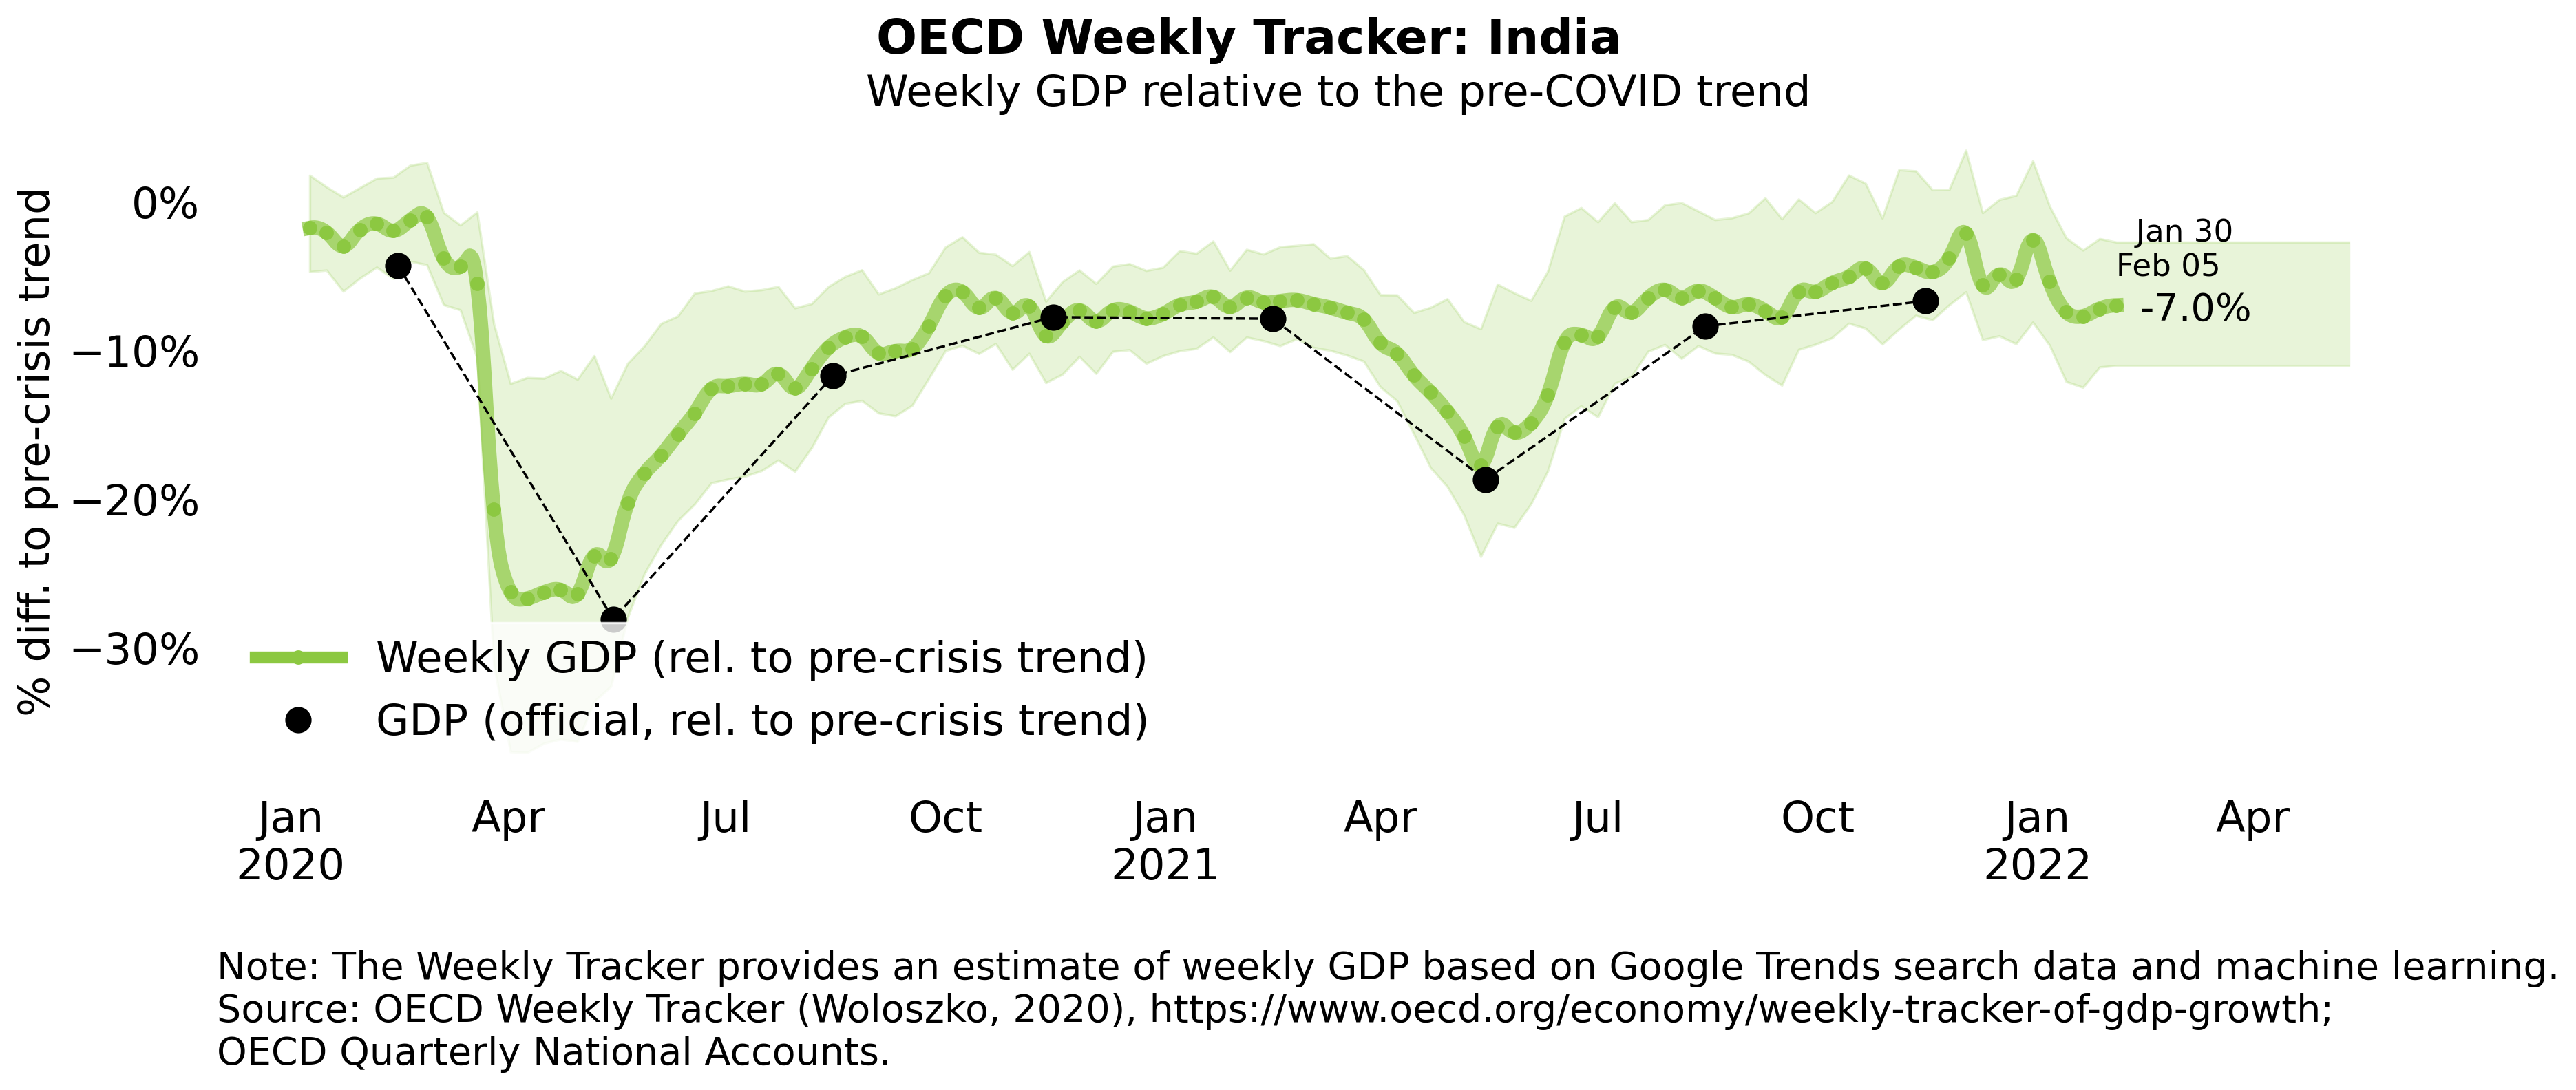 OECD Weekly Tracker: India
Weekly GDP relative to the pre-COVID trend
% diff. to pre-crisis trend
0%
−10%
−20%
−30%
Jan 30
Feb 05
-7.0%
Weekly GDP (rel. to pre-crisis trend)
GDP (official, rel. to pre-crisis trend)
Jan Apr Jul Oct Jan Apr Jul Oct Jan Apr
2020 2021 2022
Note: The Weekly Tracker provides an estimate of weekly GDP based on Google Trends search data and machine learning.
Source: OECD Weekly Tracker (Woloszko, 2020), https://www.oecd.org/economy/weekly-tracker-of-gdp-growth;
OECD Quarterly National Accounts.